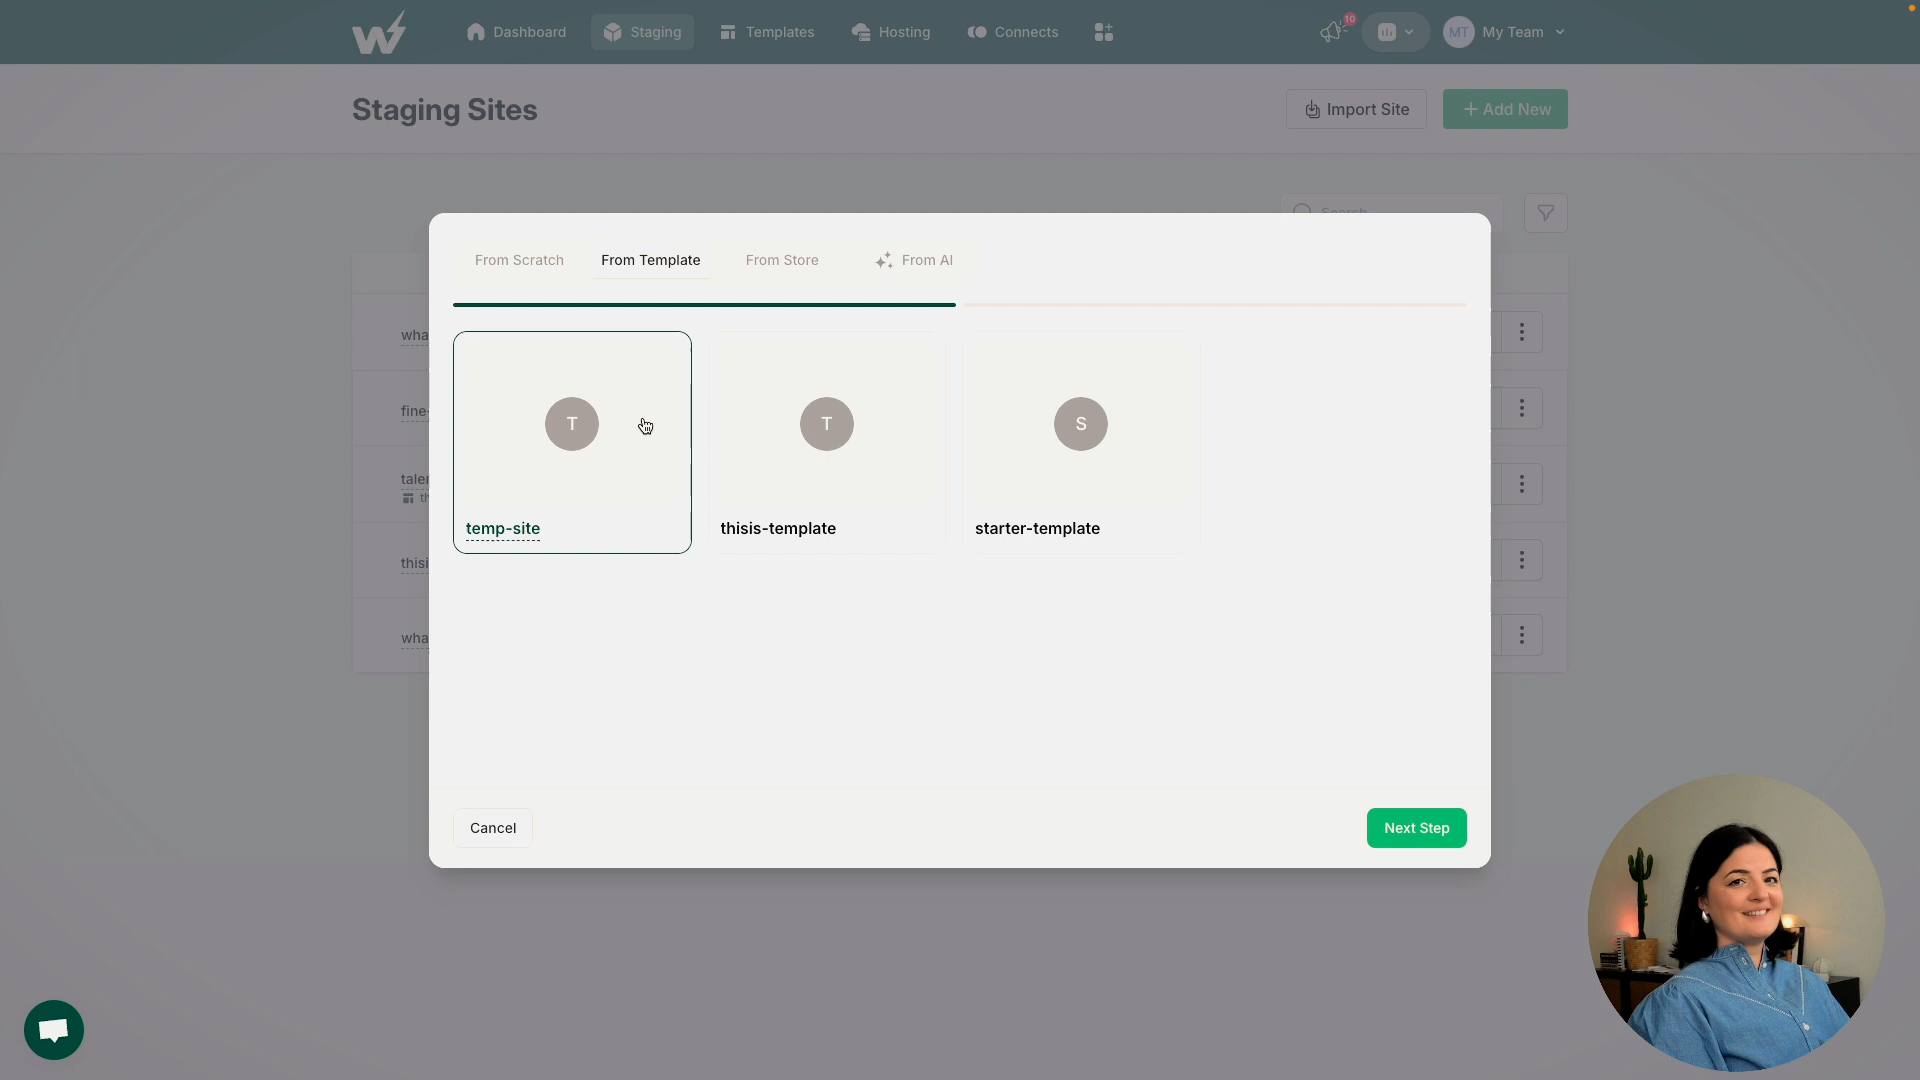 W
Dashboard
Staging
Templates
Hosting
Connects
10
MT
My Team
Staging Sites
Import Site
+ Add New
Search
From Scratch
From Template
From Store
From AI
T
temp-site
T
thisis-template
S
starter-template
Cancel
Next Step